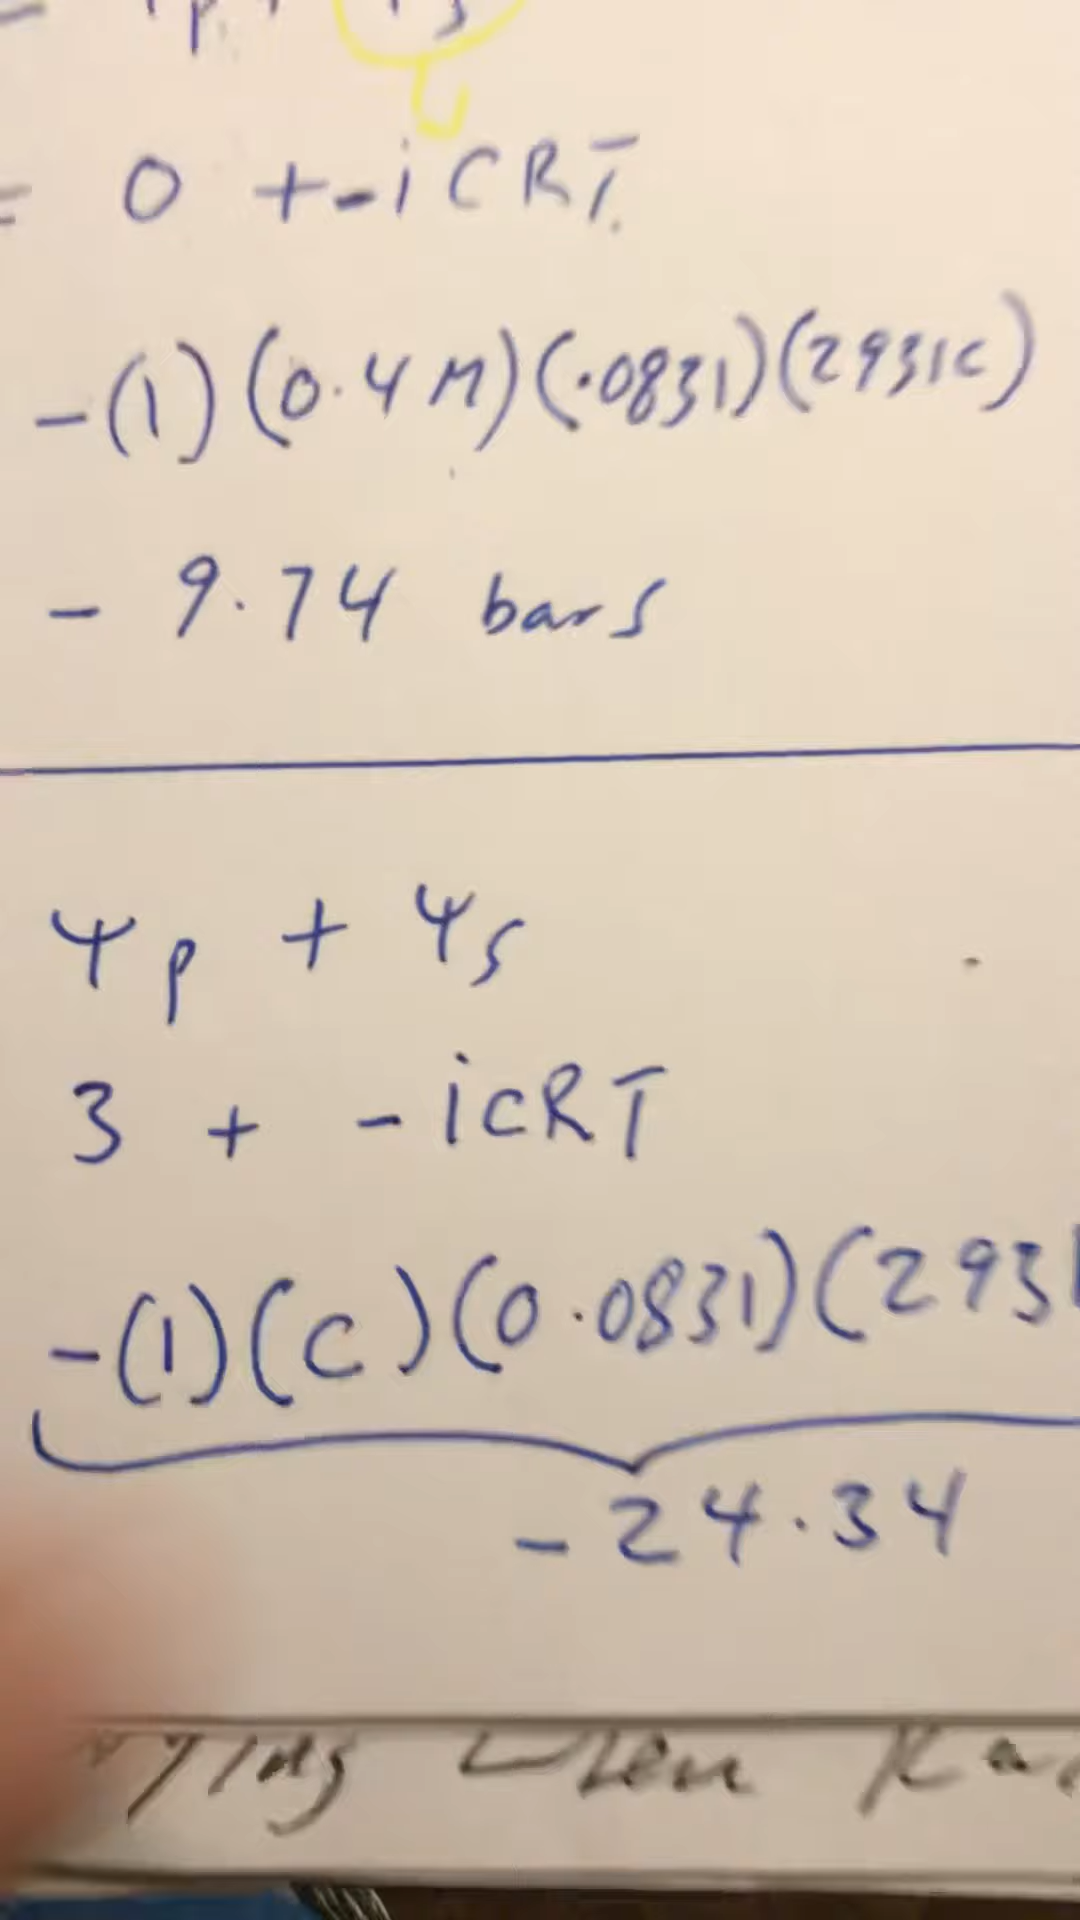 = 0 + -iCRT
-(1)(0.4M)(.0831)(293K)
- 9.74 bars
Ψp + Ψs
3 + -icRT
-(1)(C)(0.0831)(293
-24.34
when